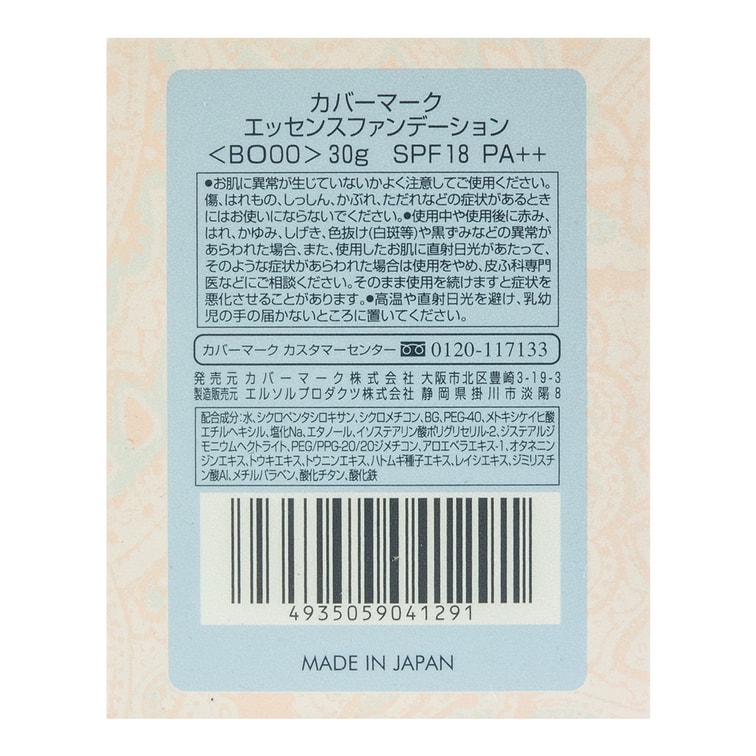 カバーマーク
エッセンスファンデーション
＜BO00＞30g SPF18 PA++
●お肌に異常が生じていないかよく注意してご使用ください。
傷、はれもの、しっしん、かぶれ、ただれなどの症状があるとき
にはお使いにならないでください。●使用中や使用後に赤み、
はれ、かゆみ、しげき、色抜け(白斑等)や黒ずみなどの異常が
あらわれた場合、また、使用したお肌に直射日光があたって、
そのような症状があらわれた場合は使用をやめ、皮ふ科専門
医などにご相談ください。そのまま使用を続けますと症状を
悪化させることがあります。●高温や直射日光を避け、乳幼
児の手の届かないところに置いてください。
カバーマーク カスタマーセンター 0120-117133
発売元 カバーマーク株式会社 大阪市北区豊崎3-19-3
製造販売元 エルソルプロダクツ株式会社 静岡県掛川市淡陽8
配合成分:水、シクロペンタシロキサン、シクロメチコン、BG、PEG-40、メトキシケイヒ酸
エチルヘキシル、塩化Na、エタノール、イソステアリン酸ポリグリセリル-2、ジステアルジ
モニウムヘクトライト、PEG/PPG-20/20ジメチコン、アロエベラエキス-1、オタネニン
ジンエキス、トウキエキス、トウニンエキス、ハトムギ種子エキス、レイシエキス、ジミリスチ
ン酸Al、メチルパラベン、酸化チタン、酸化鉄
4935059041291
MADE IN JAPAN